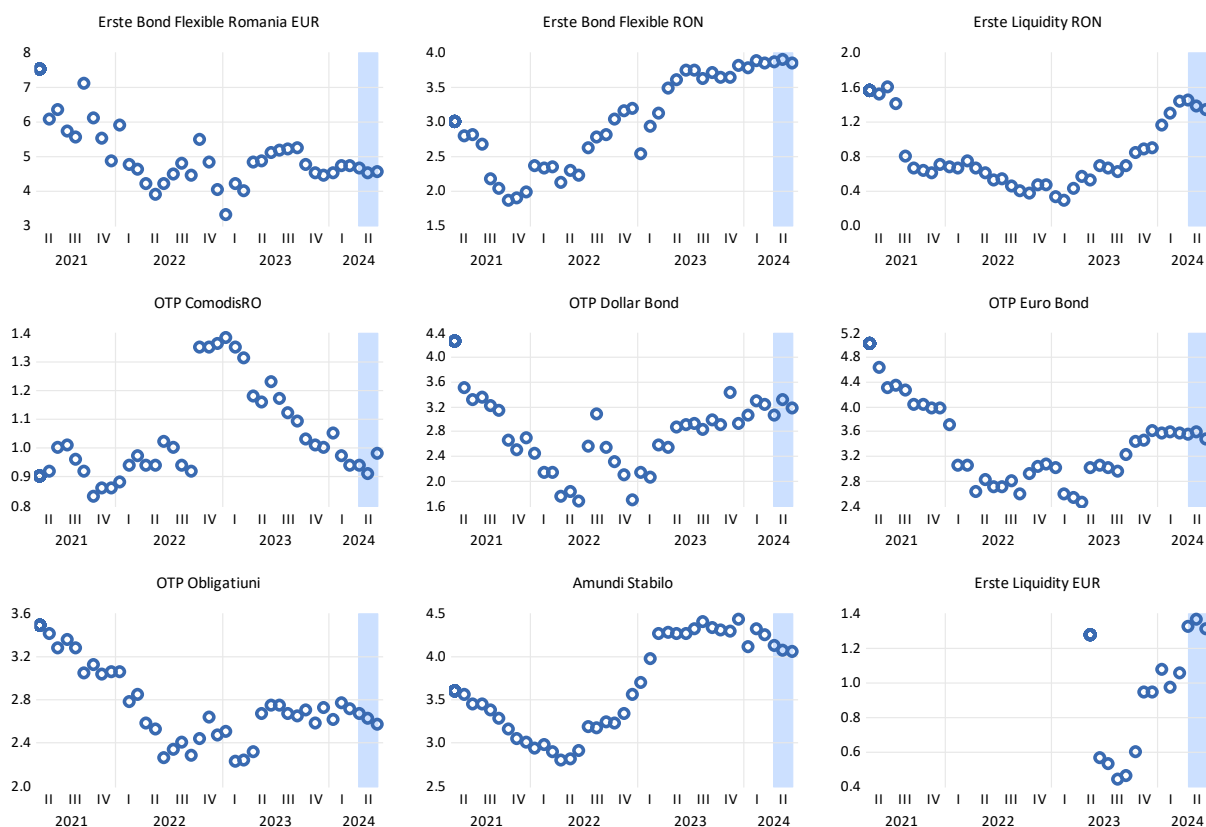 Erste Bond Flexible Romania EUR
8
7
6
5
4
3
II III IV I II III IV I II III IV I II
2021 2022 2023 2024
Erste Bond Flexible RON
4.0
3.5
3.0
2.5
2.0
1.5
II III IV I II III IV I II III IV I II
2021 2022 2023 2024
Erste Liquidity RON
2.0
1.6
1.2
0.8
0.4
0.0
II III IV I II III IV I II III IV I II
2021 2022 2023 2024
OTP ComodisRO
1.4
1.3
1.2
1.1
1.0
0.9
0.8
II III IV I II III IV I II III IV I II
2021 2022 2023 2024
OTP Dollar Bond
4.4
4.0
3.6
3.2
2.8
2.4
2.0
1.6
II III IV I II III IV I II III IV I II
2021 2022 2023 2024
OTP Euro Bond
5.2
4.8
4.4
4.0
3.6
3.2
2.8
2.4
II III IV I II III IV I II III IV I II
2021 2022 2023 2024
OTP Obligatiuni
3.6
3.2
2.8
2.4
2.0
II III IV I II III IV I II III IV I II
2021 2022 2023 2024
Amundi Stabilo
4.5
4.0
3.5
3.0
2.5
II III IV I II III IV I II III IV I II
2021 2022 2023 2024
Erste Liquidity EUR
1.4
1.2
1.0
0.8
0.6
0.4
II III IV I II III IV I II III IV I II
2021 2022 2023 2024